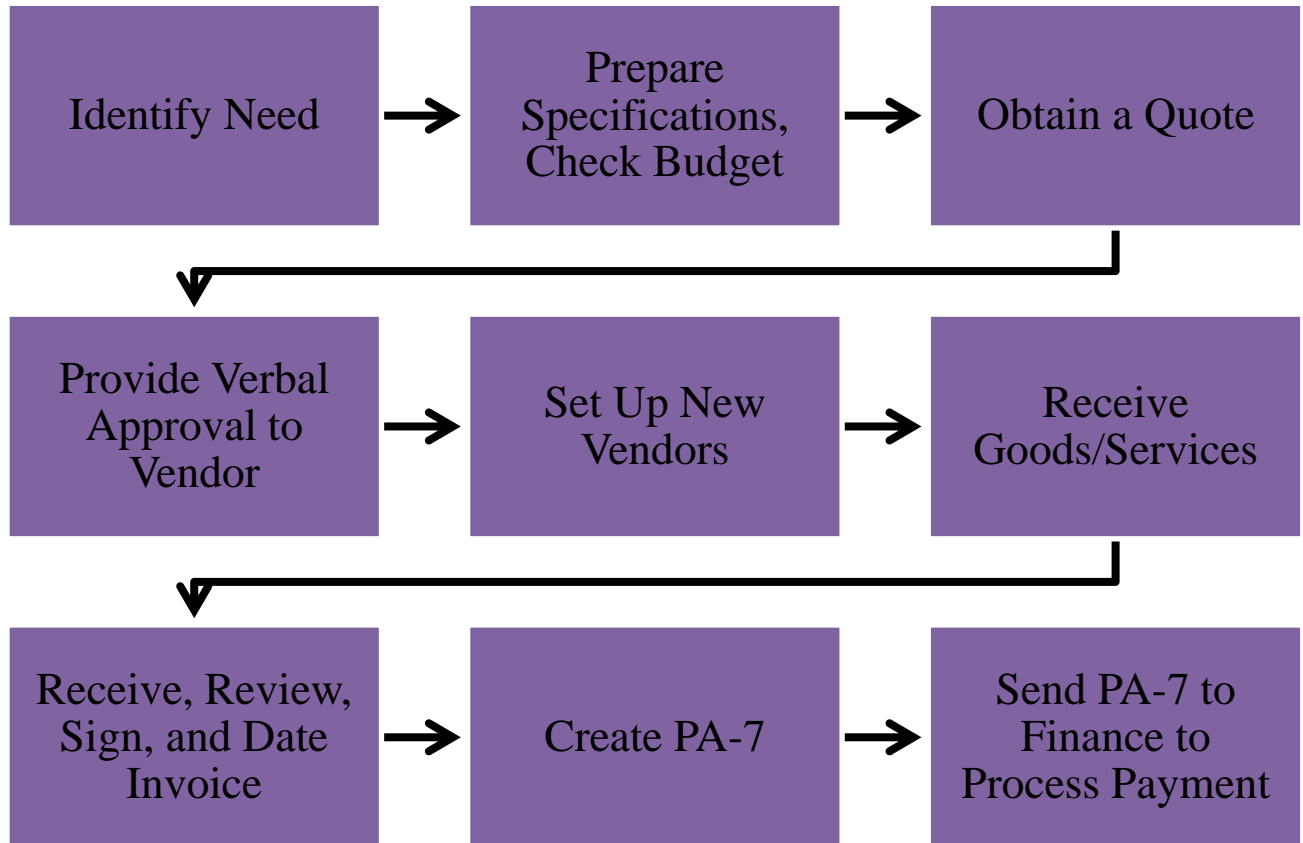 Identify Need
Prepare
Specifications,
Check Budget
Obtain a Quote
Provide Verbal
Approval to
Vendor
Set Up New
Vendors
Receive
Goods/Services
Receive, Review,
Sign, and Date
Invoice
Create PA-7
Send PA-7 to
Finance to
Process Payment